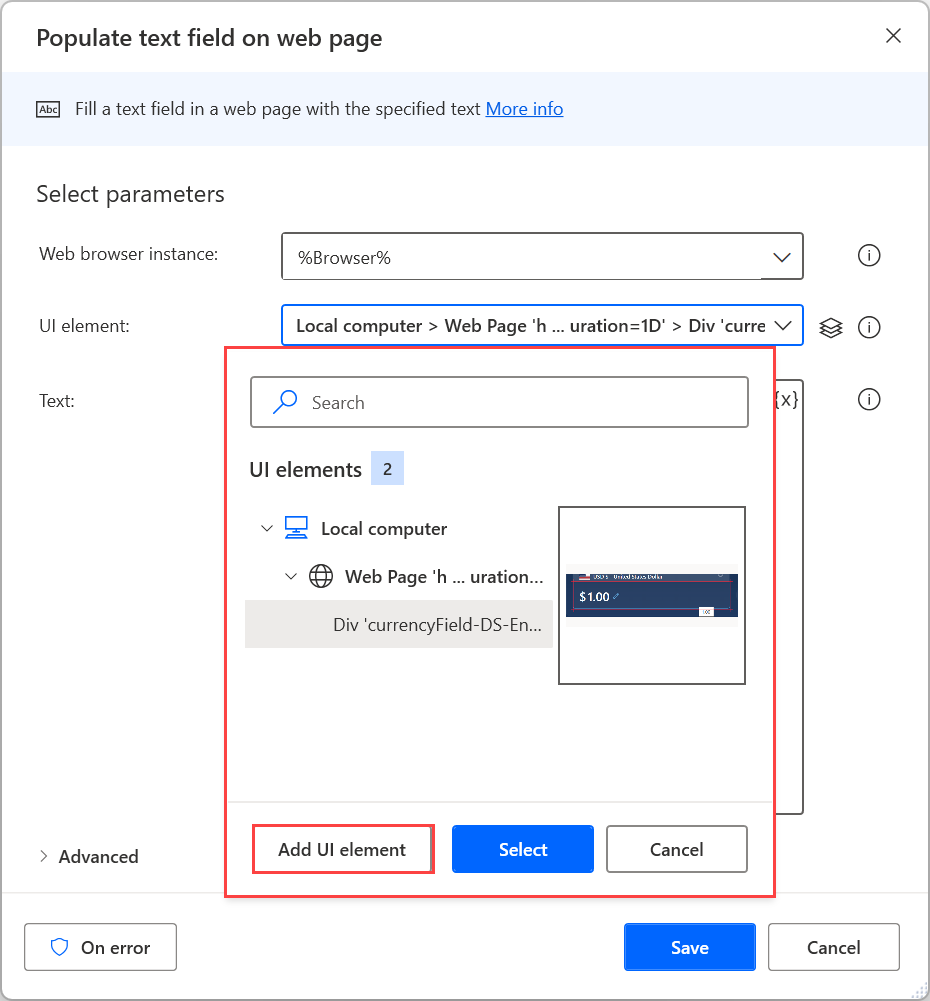 Populate text field on web page
Abc Fill a text field in a web page with the specified text More info
Select parameters
Web browser instance:
%Browser%
UI element:
Local computer > Web Page 'h ... uration=1D' > Div 'curre
Text:
{x}
Search
UI elements 2
Local computer
Web Page 'h ... uration...
Div 'currencyField-DS-En...
USD $ United States Dollar
$1.00
Add UI element
Select
Cancel
Advanced
On error
Save
Cancel